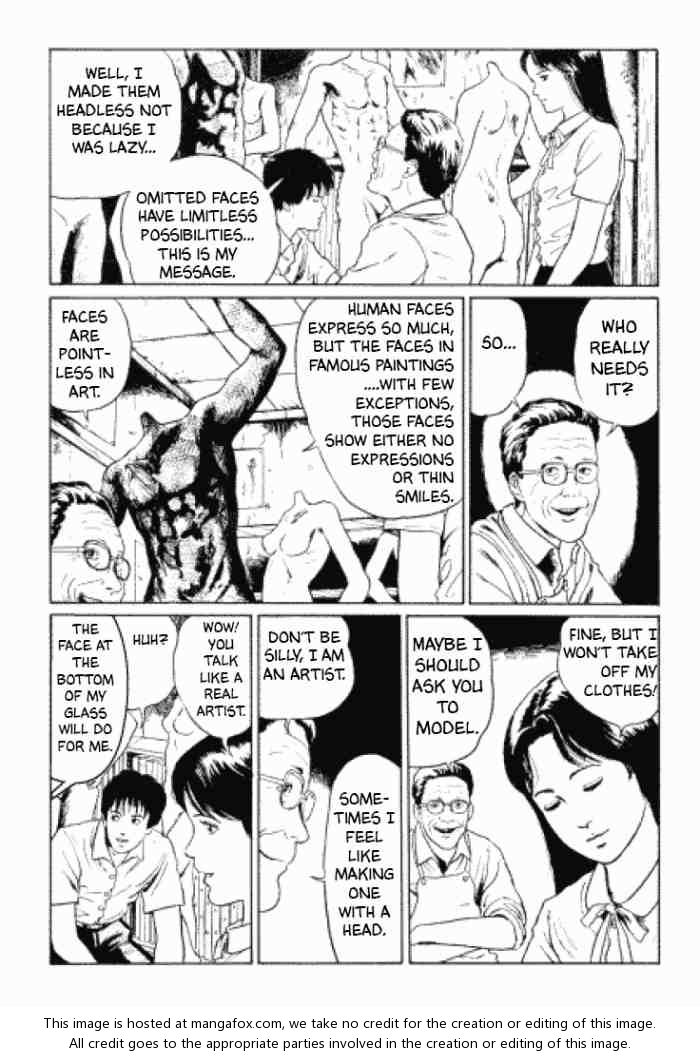 WELL, I
MADE THEM
HEADLESS NOT
BECAUSE I
WAS LAZY...
OMITTED FACES
HAVE LIMITLESS
POSSIBILITIES...
THIS IS MY
MESSAGE.
FACES
ARE
POINT-
LESS IN
ART.
HUMAN FACES
EXPRESS SO MUCH,
BUT THE FACES IN
FAMOUS PAINTINGS
....WITH FEW
EXCEPTIONS,
THOSE FACES
SHOW EITHER NO
EXPRESSIONS
OR THIN
SMILES.
SO...
WHO
REALLY
NEEDS
IT?
THE
FACE AT
THE
BOTTOM
OF MY
GLASS
WILL DO
FOR ME.
HUH?
WOW!
YOU
TALK
LIKE A
REAL
ARTIST.
DON'T BE
SILLY, I AM
AN ARTIST.
SOME-
TIMES I
FEEL
LIKE
MAKING
ONE
WITH A
HEAD.
MAYBE I
SHOULD
ASK YOU
TO
MODEL.
FINE, BUT I
WON'T TAKE
OFF MY
CLOTHES!
This image is hosted at mangafox.com, we take no credit for the creation or editing of this image.
All credit goes to the appropriate parties involved in the creation or editing of this image.